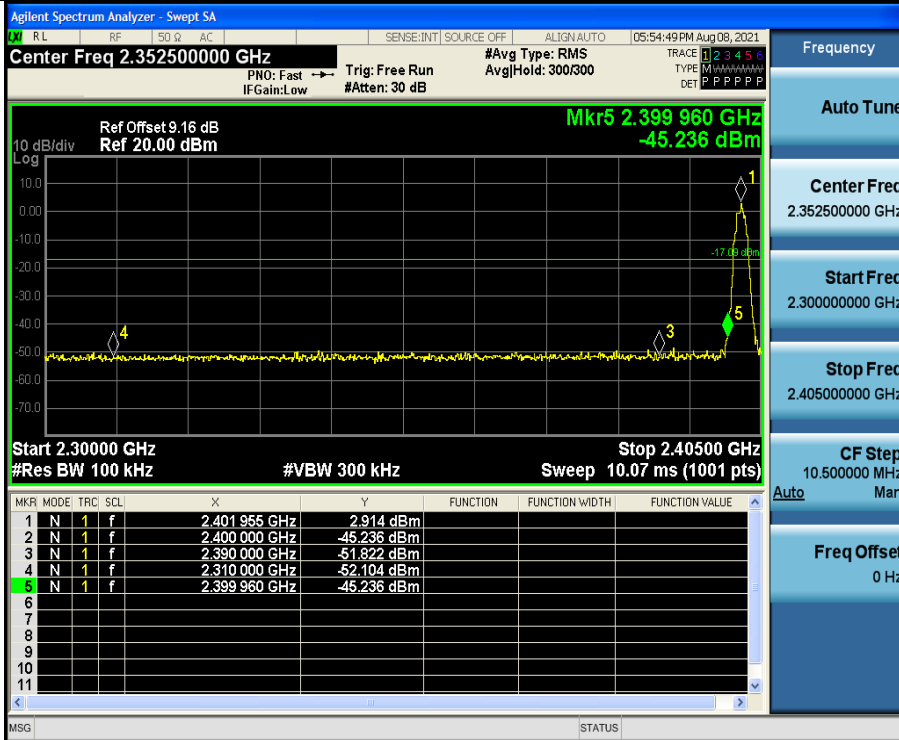 Agilent Spectrum Analyzer - Swept SA
LXI RL RF 50 Ω AC SENSE:INT SOURCE OFF ALIGN AUTO 05:54:49 PM Aug 08, 2021
Center Freq 2.352500000 GHz
PNO: Fast
IFGain:Low
Trig: Free Run
#Atten: 30 dB
#Avg Type: RMS
Avg|Hold: 300/300
TRACE 1 2 3 4 5 6
TYPE M
DET P P P P P P
Mkr5 2.399 960 GHz
-45.236 dBm
Ref Offset 9.16 dB
10 dB/div Ref 20.00 dBm
Log
10.0
0.00
-10.0
-20.0
-30.0
-40.0
-50.0
-60.0
-70.0
1
-17.09 dBm
5
4
3
Start 2.30000 GHz Stop 2.40500 GHz
#Res BW 100 kHz #VBW 300 kHz Sweep 10.07 ms (1001 pts)
MKR MODE TRC SCL X Y FUNCTION FUNCTION WIDTH FUNCTION VALUE
1 N 1 f 2.401 955 GHz 2.914 dBm
2 N 1 f 2.400 000 GHz -45.236 dBm
3 N 1 f 2.390 000 GHz -51.822 dBm
4 N 1 f 2.310 000 GHz -52.104 dBm
5 N 1 f 2.399 960 GHz -45.236 dBm
6
7
8
9
10
11
MSG STATUS
Frequency
Auto Tune
Center Freq
2.352500000 GHz
Start Freq
2.300000000 GHz
Stop Freq
2.405000000 GHz
CF Step
10.500000 MHz
Auto Man
Freq Offset
0 Hz